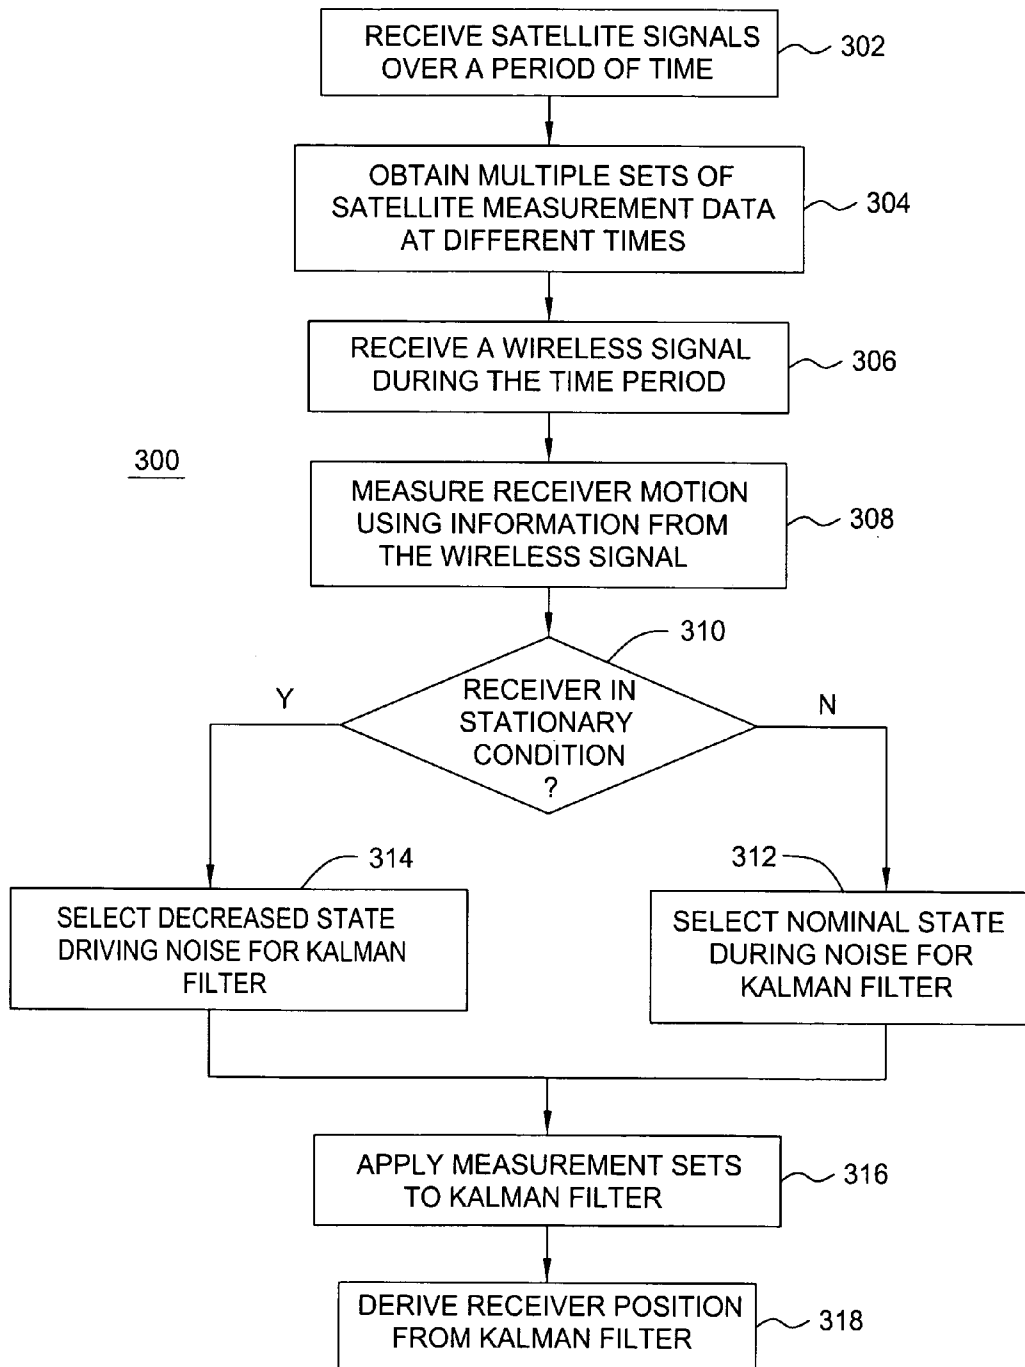 RECEIVE SATELLITE SIGNALS
OVER A PERIOD OF TIME
302
OBTAIN MULTIPLE SETS OF
SATELLITE MEASUREMENT DATA
AT DIFFERENT TIMES
304
RECEIVE A WIRELESS SIGNAL
DURING THE TIME PERIOD
306
300
MEASURE RECEIVER MOTION
USING INFORMATION FROM
THE WIRELESS SIGNAL
308
310
RECEIVER IN
STATIONARY
CONDITION
?
Y
N
314
SELECT DECREASED STATE
DRIVING NOISE FOR KALMAN
FILTER
312
SELECT NOMINAL STATE
DURING NOISE FOR
KALMAN FILTER
APPLY MEASUREMENT SETS
TO KALMAN FILTER
316
DERIVE RECEIVER POSITION
FROM KALMAN FILTER
318